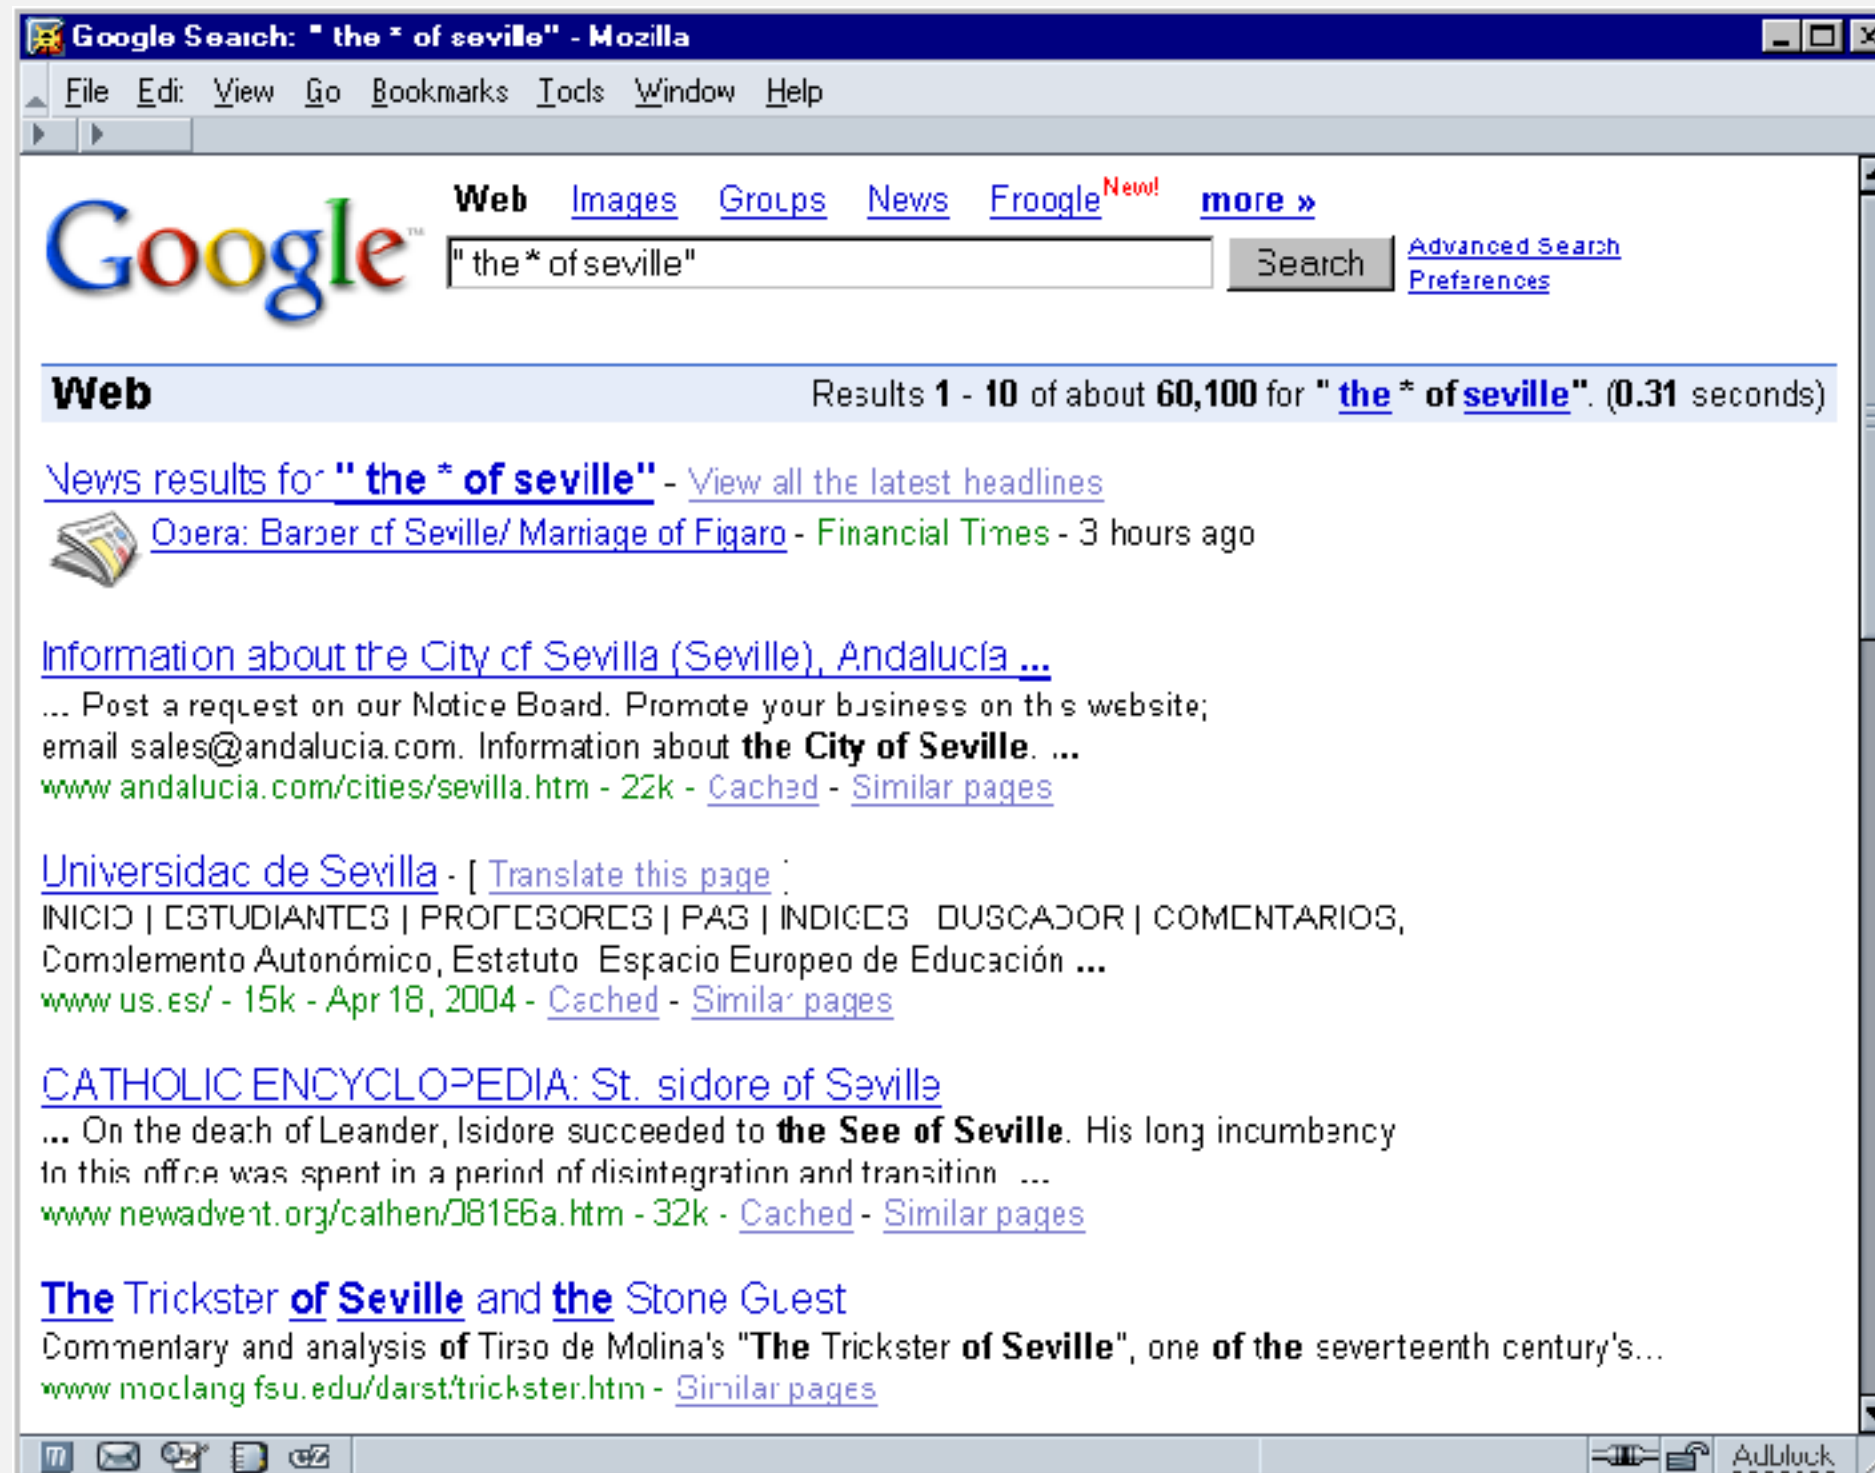 Google Search: " the * of seville" - Mozilla
File Edit View Go Bookmarks Tools Window Help
Web Images Groups News Froogle New! more »
Google™
" the * of seville" Search Advanced Search
Preferences
Web Results 1 - 10 of about 60,100 for " the * of seville". (0.31 seconds)
News results for " the * of seville" - View all the latest headlines
Opera: Barber of Seville/ Marriage of Figaro - Financial Times - 3 hours ago
Information about the City of Sevilla (Seville), Andalucía ...
... Post a request on our Notice Board. Promote your business on this website;
email sales@andalucia.com. Information about the City of Seville. ...
www.andalucia.com/cities/sevilla.htm - 22k - Cached - Similar pages
Universidad de Sevilla - [ Translate this page ]
INICIO | ESTUDIANTES | PROFESORES | PAS | INDICES | BUSCADOR | COMENTARIOS,
Complemento Autonómico, Estatuto Espacio Europeo de Educación ...
www.us.es/ - 15k - Apr 18, 2004 - Cached - Similar pages
CATHOLIC ENCYCLOPEDIA: St. Isidore of Seville
... On the death of Leander, Isidore succeeded to the See of Seville. His long incumbency
to this office was spent in a period of disintegration and transition. ...
www.newadvent.org/cathen/08186a.htm - 32k - Cached - Similar pages
The Trickster of Seville and the Stone Guest
Commentary and analysis of Tirso de Molina's "The Trickster of Seville", one of the seventeenth century's...
www.modlang.fsu.edu/darst/trickster.htm - Similar pages
Adblock